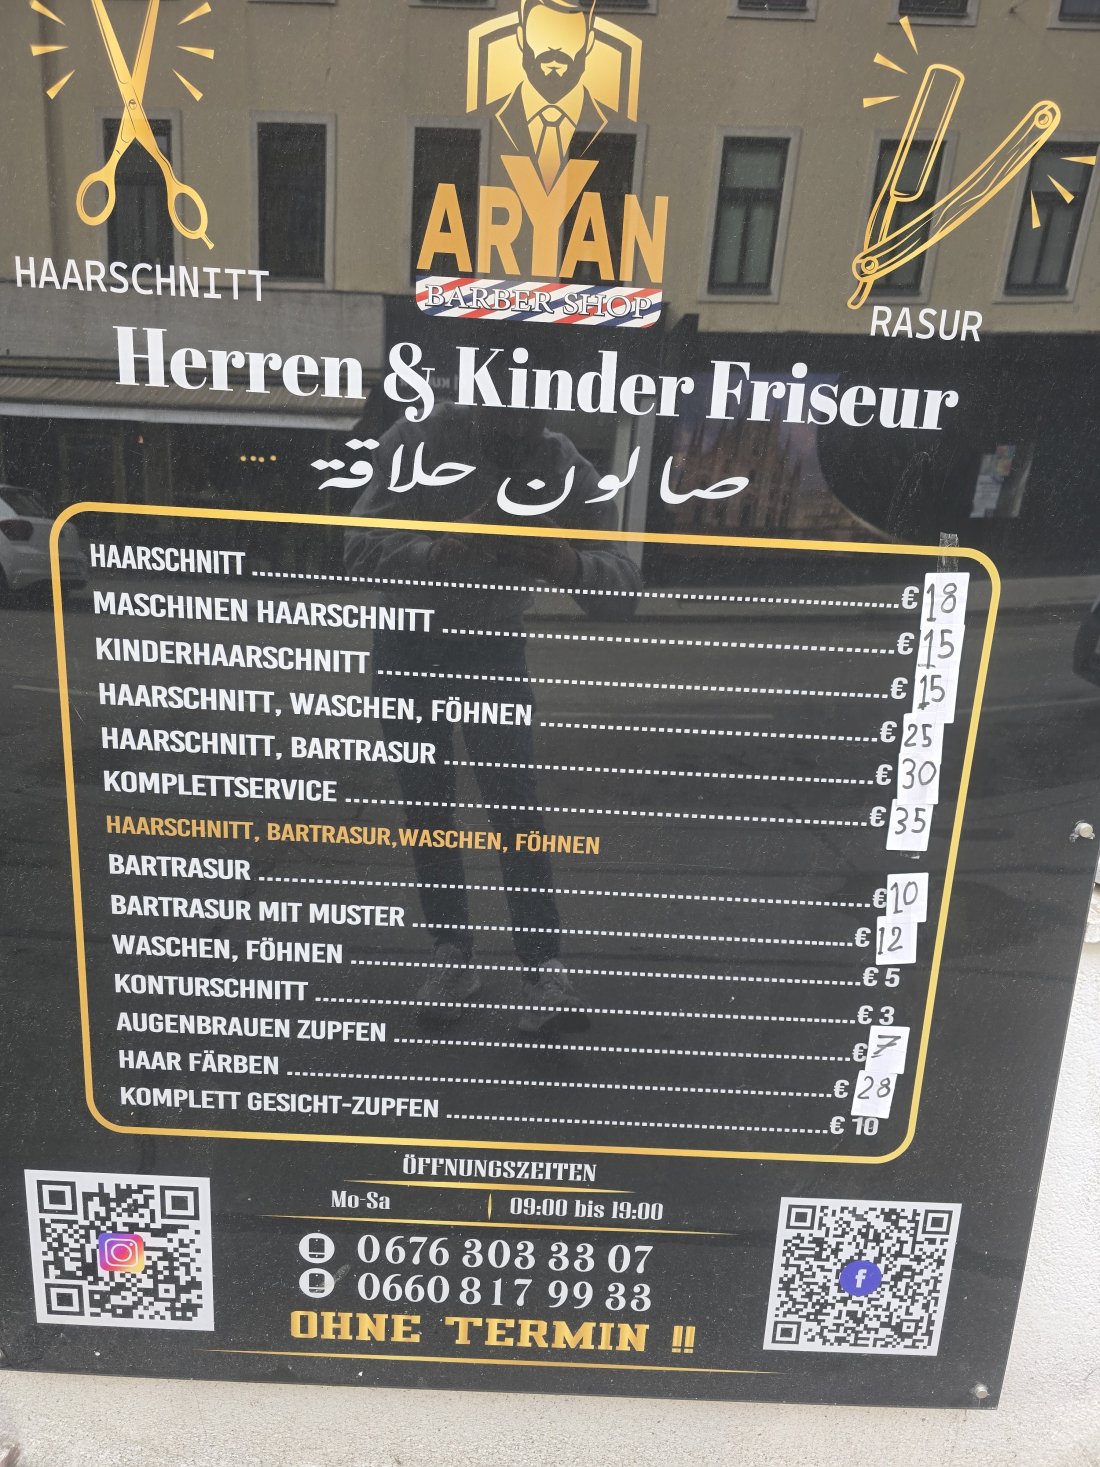 ARYAN
BARBER SHOP
HAARSCHNITT
RASUR
Herren & Kinder Friseur
صالون حلاقة
HAARSCHNITT € 18
MASCHINEN HAARSCHNITT € 15
KINDERHAARSCHNITT € 15
HAARSCHNITT, WASCHEN, FÖHNEN € 25
HAARSCHNITT, BARTRASUR € 30
KOMPLETTSERVICE € 35
HAARSCHNITT, BARTRASUR,WASCHEN, FÖHNEN
BARTRASUR € 10
BARTRASUR MIT MUSTER € 12
WASCHEN, FÖHNEN € 5
KONTURSCHNITT € 3
AUGENBRAUEN ZUPFEN € 7
HAAR FÄRBEN € 28
KOMPLETT GESICHT-ZUPFEN € 10
ÖFFNUNGSZEITEN
Mo-Sa | 09:00 bis 19:00
0676 303 33 07
0660 817 99 33
OHNE TERMIN !!